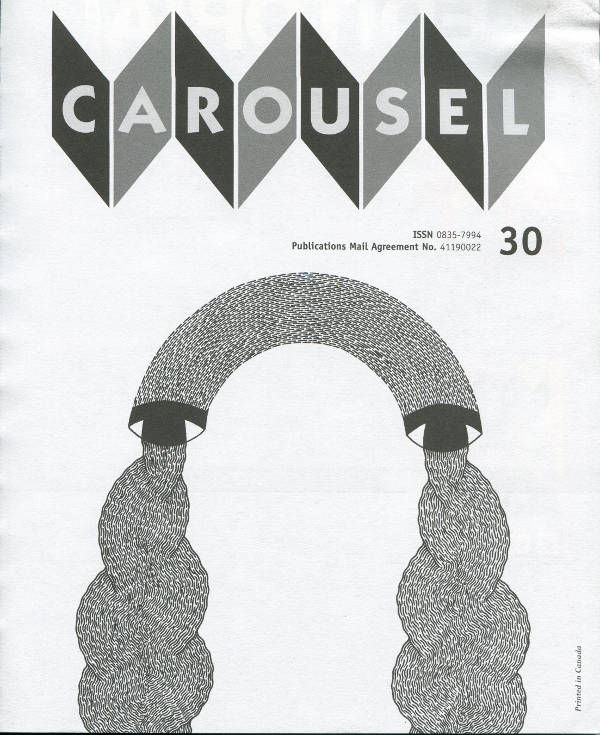 CAROUSEL
ISSN 0835-7994
Publications Mail Agreement No. 41190022
30
Printed in Canada